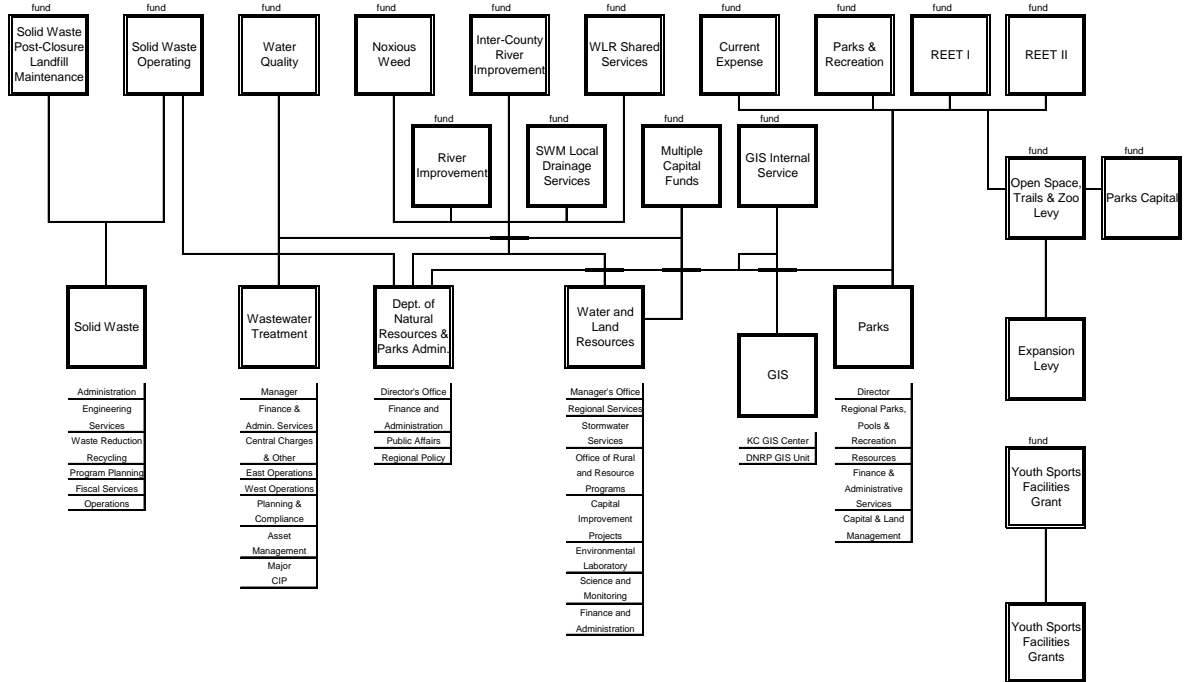 fund
Solid Waste
Post-Closure
Landfill
Maintenance
fund
Solid Waste
Operating
fund
Water
Quality
fund
Noxious
Weed
fund
Inter-County
River
Improvement
fund
WLR Shared
Services
fund
Current
Expense
fund
Parks &
Recreation
fund
REET I
fund
REET II
fund
River
Improvement
fund
SWM Local
Drainage
Services
fund
Multiple
Capital
Funds
fund
GIS Internal
Service
fund
Open Space,
Trails & Zoo
Levy
fund
Parks Capital
Solid Waste
Administration
Engineering
Services
Waste Reduction
Recycling
Program Planning
Fiscal Services
Operations
Wastewater
Treatment
Manager
Finance &
Admin. Services
Central Charges
& Other
East Operations
West Operations
Planning &
Compliance
Asset
Management
Major
CIP
Dept. of
Natural
Resources &
Parks Admin.
Director's Office
Finance and
Administration
Public Affairs
Regional Policy
Water and
Land
Resources
Manager's Office
Regional Services
Stormwater
Services
Office of Rural
and Resource
Programs
Capital
Improvement
Projects
Environmental
Laboratory
Science and
Monitoring
Finance and
Administration
GIS
KC GIS Center
DNRP GIS Unit
Parks
Director
Regional Parks,
Pools &
Recreation
Resources
Finance &
Administrative
Services
Capital & Land
Management
Expansion
Levy
fund
Youth Sports
Facilities
Grant
Youth Sports
Facilities
Grants